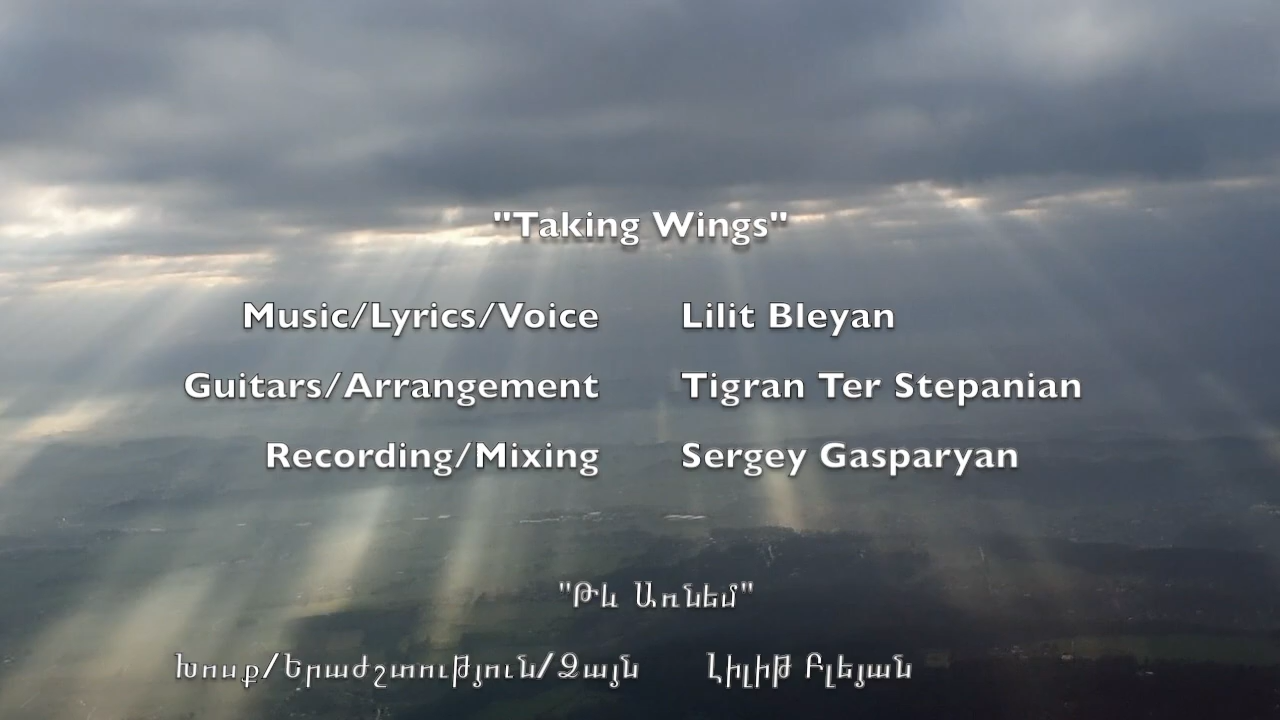 "Taking Wings"
Music/Lyrics/Voice Lilit Bleyan
Guitars/Arrangement Tigran Ter Stepanian
Recording/Mixing Sergey Gasparyan
"Թև Առնեմ"
Խոսք/Երաժշտություն/Ձայն Լիլիթ Բլեյան